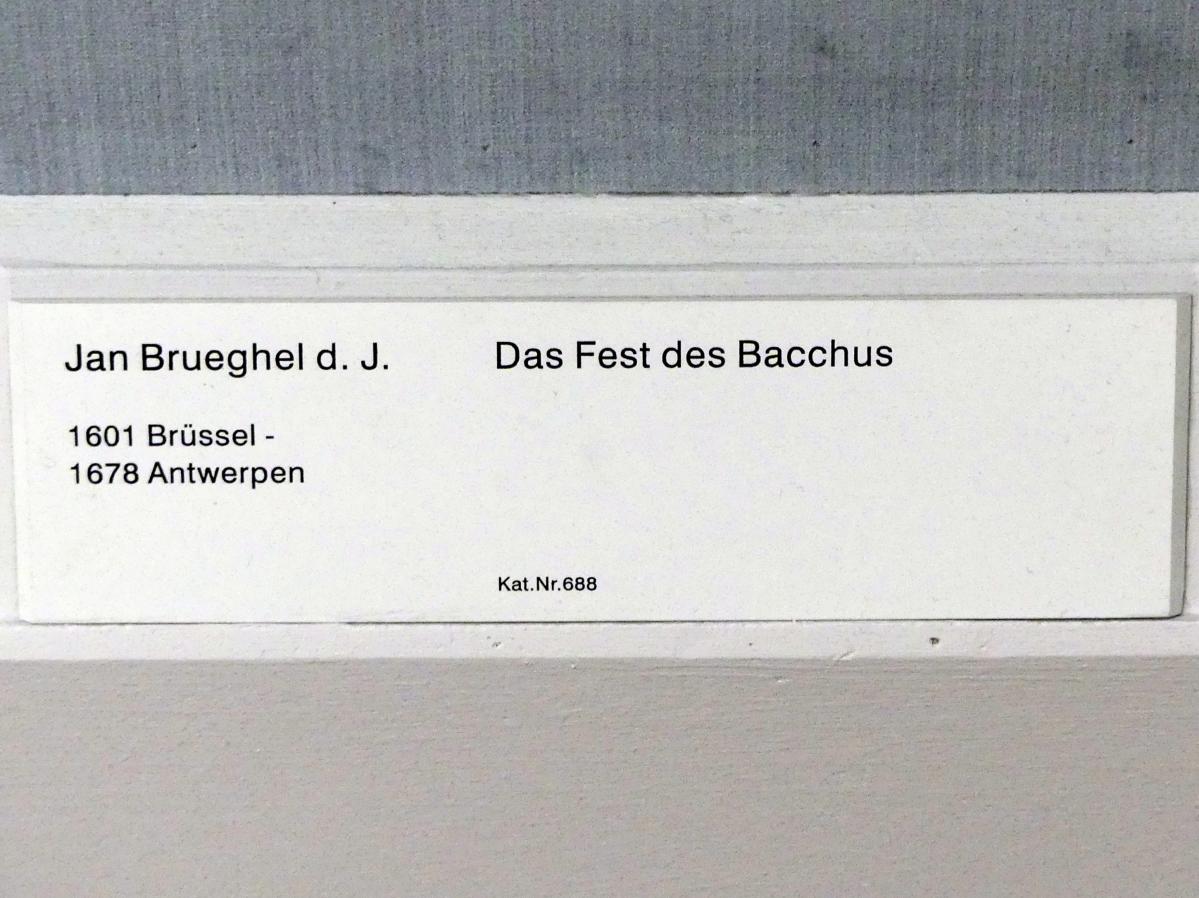 Jan Brueghel d. J.
1601 Brüssel -
1678 Antwerpen
Das Fest des Bacchus
Kat.Nr.688